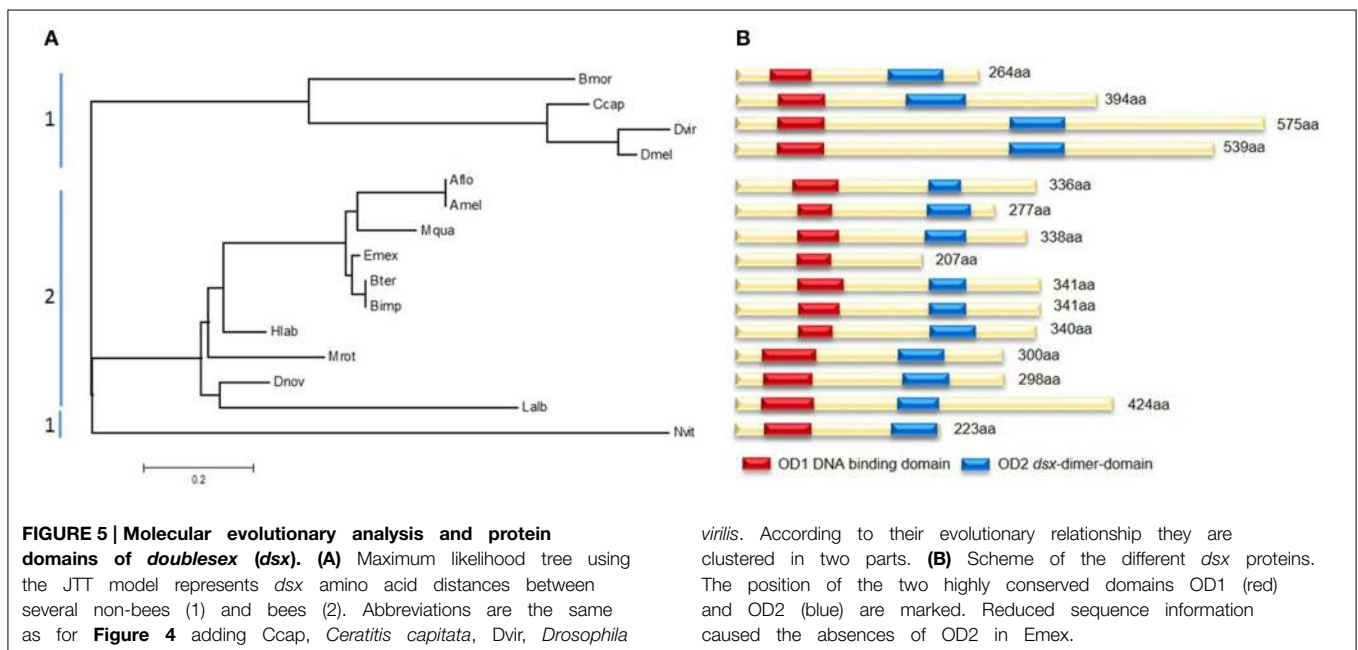 A
B
1
Bmor
Ccap
Dvir
Dmel
2
Aflo
Amel
Mqua
Emex
Bter
Bimp
Hlab
Mrot
Dnov
Lalb
1
Nvit
0.2
264aa
394aa
575aa
539aa
336aa
277aa
338aa
207aa
341aa
341aa
340aa
300aa
298aa
424aa
223aa
OD1 DNA binding domain OD2 dsx-dimer-domain
FIGURE 5 | Molecular evolutionary analysis and protein
domains of doublesex (dsx). (A) Maximum likelihood tree using
the JTT model represents dsx amino acid distances between
several non-bees (1) and bees (2). Abbreviations are the same
as for Figure 4 adding Ccap, Ceratitis capitata, Dvir, Drosophila
virilis. According to their evolutionary relationship they are
clustered in two parts. (B) Scheme of the different dsx proteins.
The position of the two highly conserved domains OD1 (red)
and OD2 (blue) are marked. Reduced sequence information
caused the absences of OD2 in Emex.